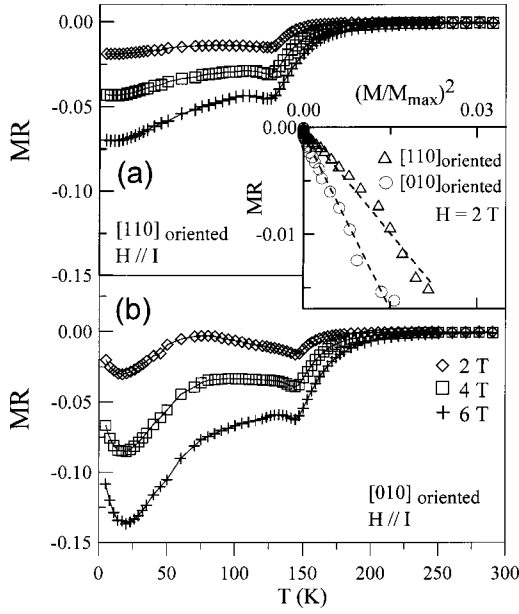 0.00
-0.05
-0.10
-0.15
MR
(a)
[110] oriented
H // I
0.00
0.03
(M/M_max)^2
0.00
-0.01
MR
[110] oriented
[010] oriented
H = 2 T
(b)
0.00
-0.05
-0.10
-0.15
MR
2 T
4 T
6 T
[010] oriented
H // I
0 50 100 150 200 250 300
T (K)